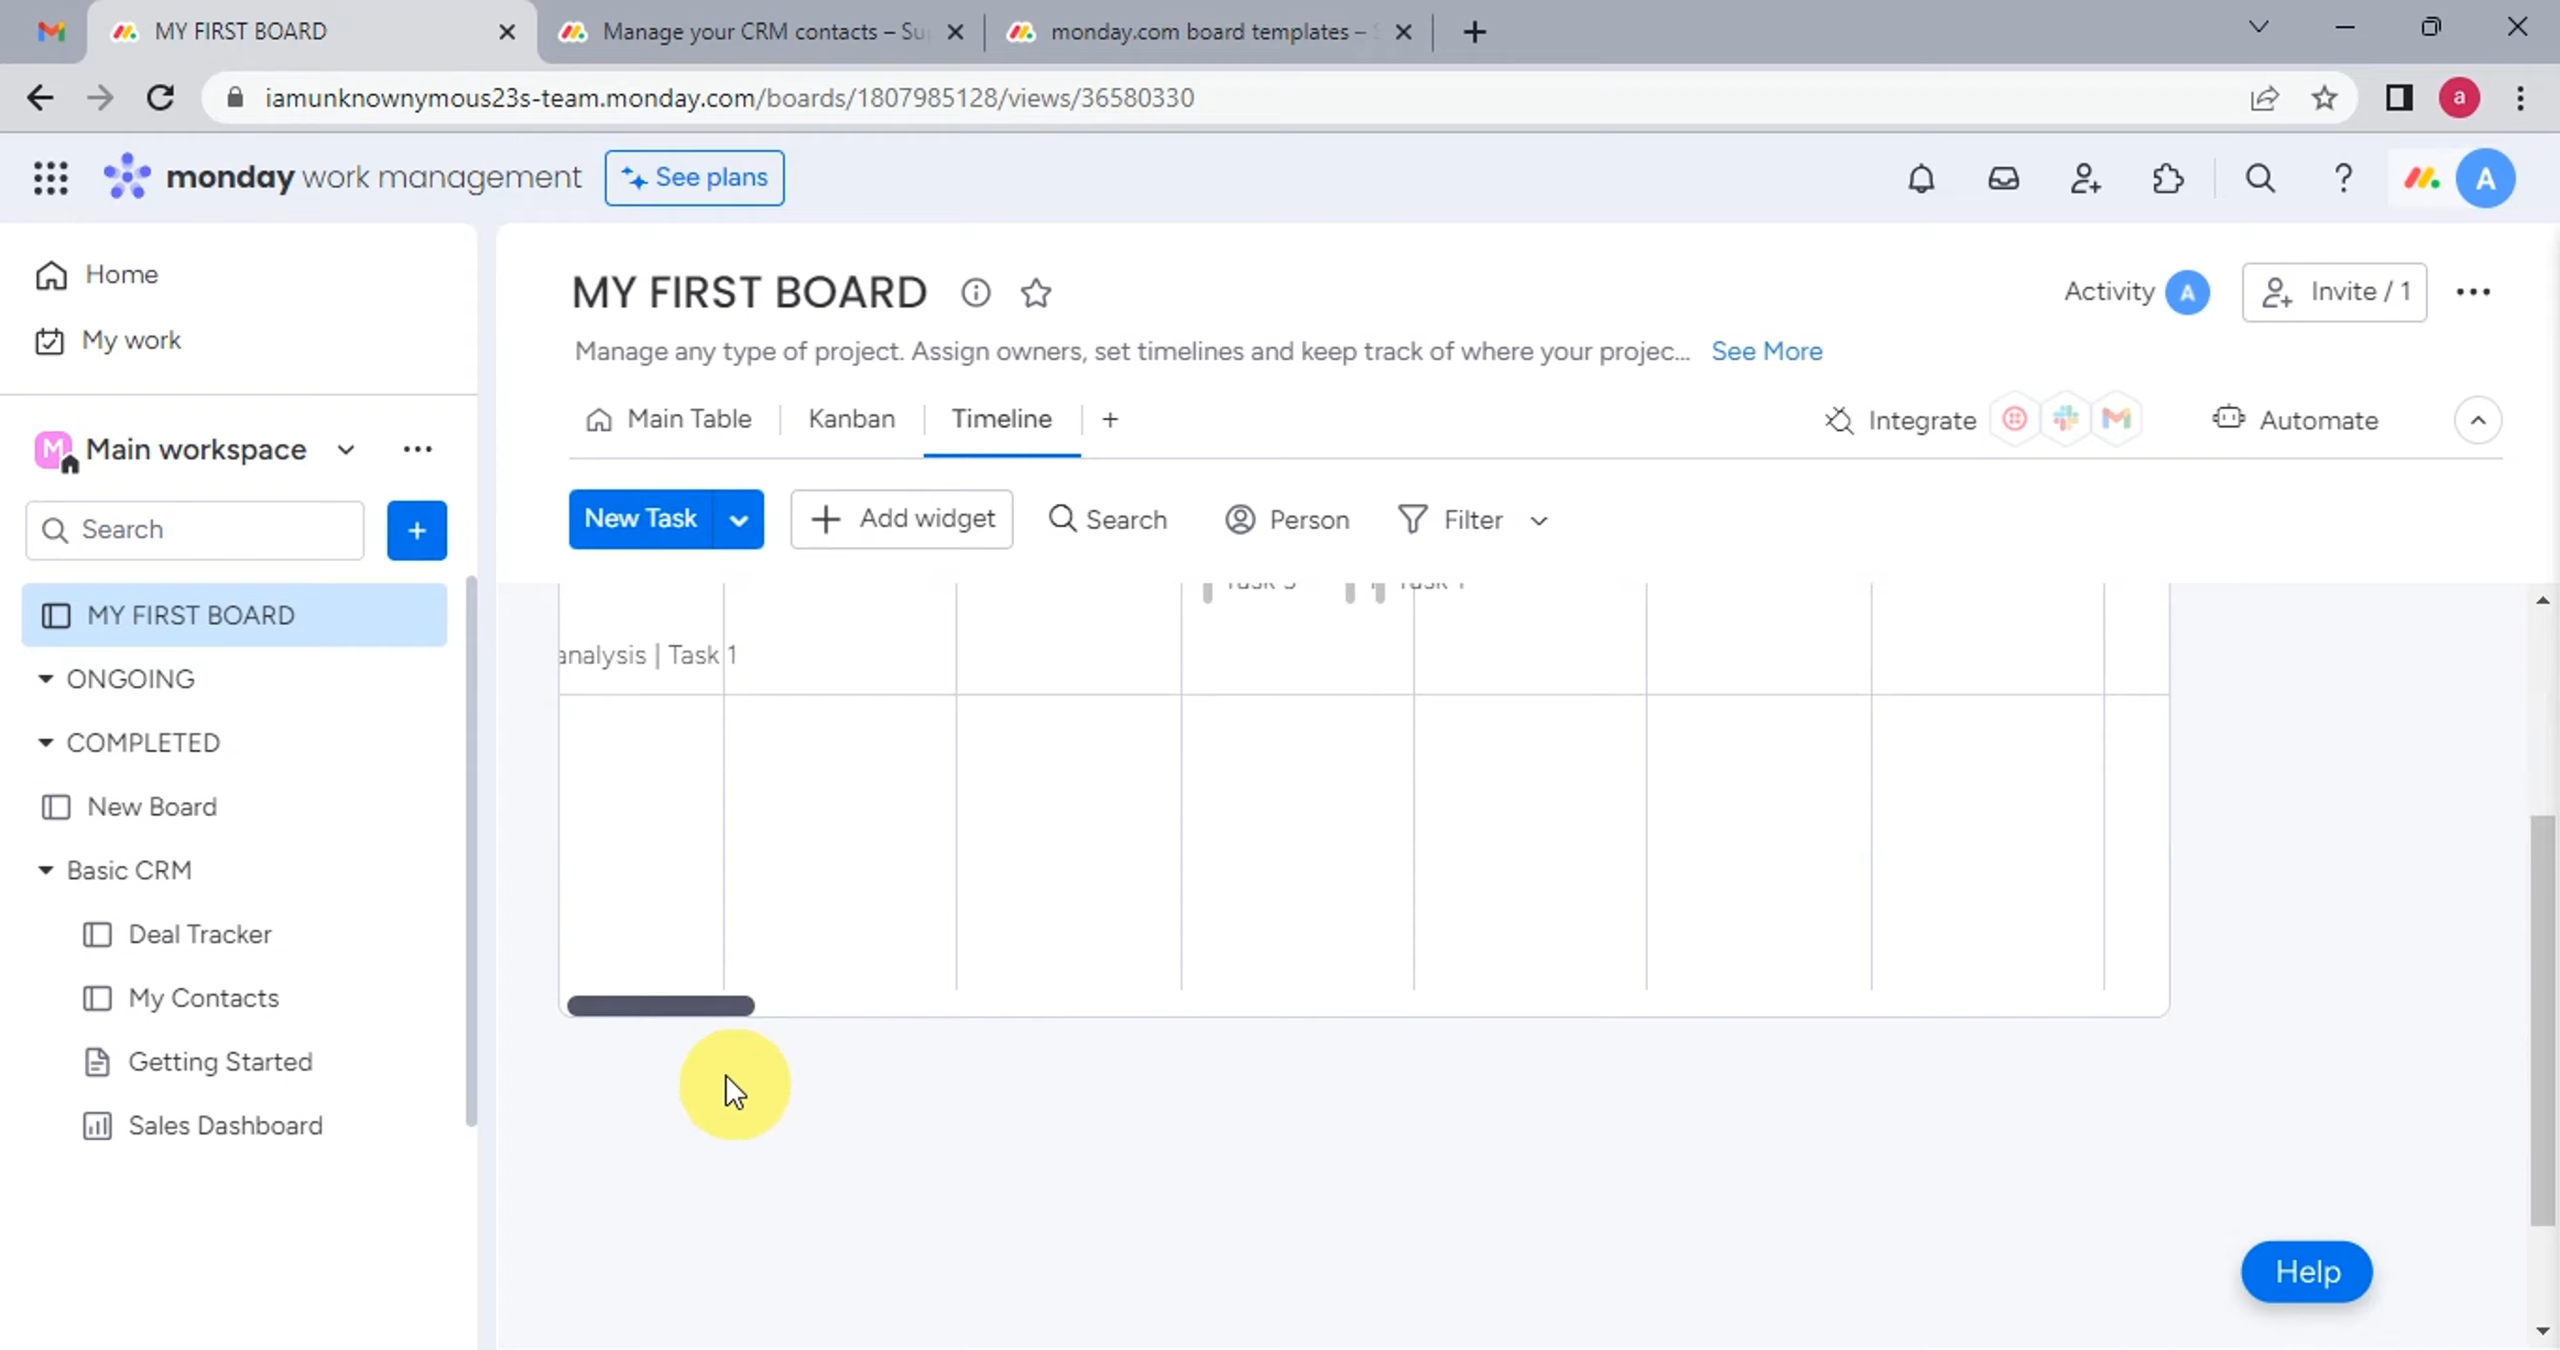 MY FIRST BOARD
Manage your CRM contacts – Su
monday.com board templates –
iamunknownymous23s-team.monday.com/boards/1807985128/views/36580330
a
monday work management
See plans
A
Home
My work
MY FIRST BOARD
Activity A
Invite / 1
Manage any type of project. Assign owners, set timelines and keep track of where your projec... See More
Main Table
Kanban
Timeline
Integrate
Automate
M Main workspace
Search
New Task
Add widget
Search
Person
Filter
MY FIRST BOARD
ONGOING
COMPLETED
New Board
Basic CRM
Deal Tracker
My Contacts
Getting Started
Sales Dashboard
analysis | Task 1
Help